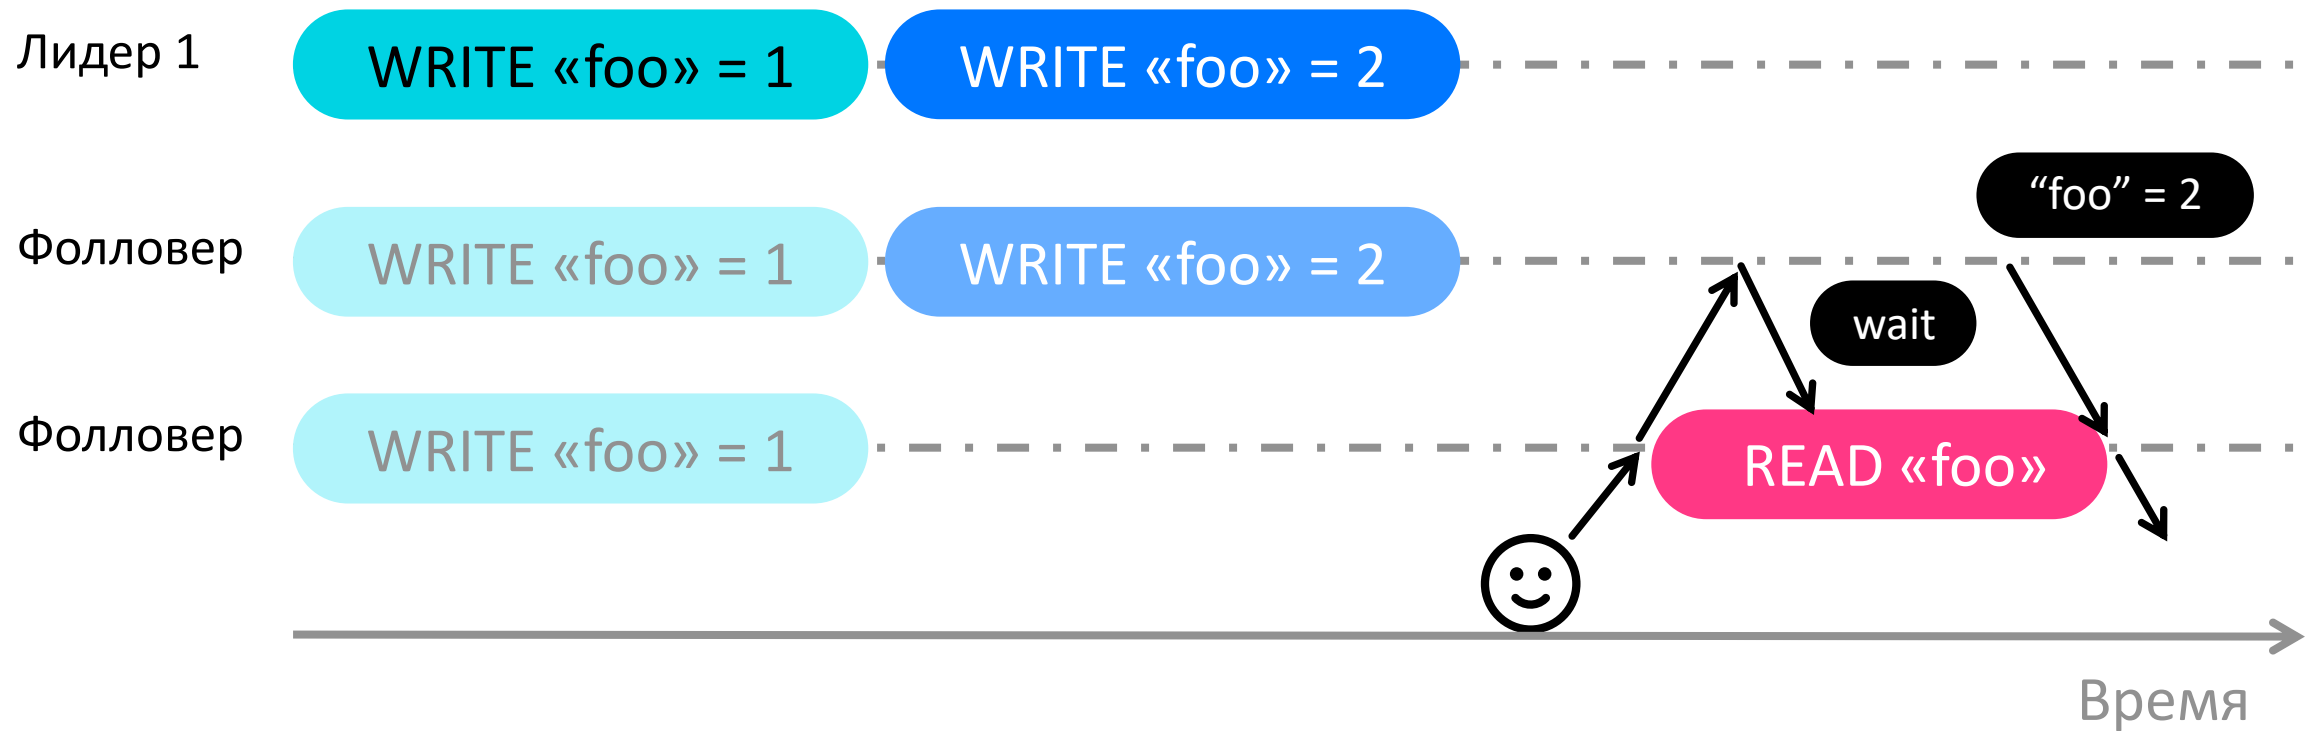 Лидер 1
WRITE «foo» = 1
WRITE «foo» = 2
“foo” = 2
Фолловер
WRITE «foo» = 1
WRITE «foo» = 2
wait
Фолловер
WRITE «foo» = 1
READ «foo»
Время